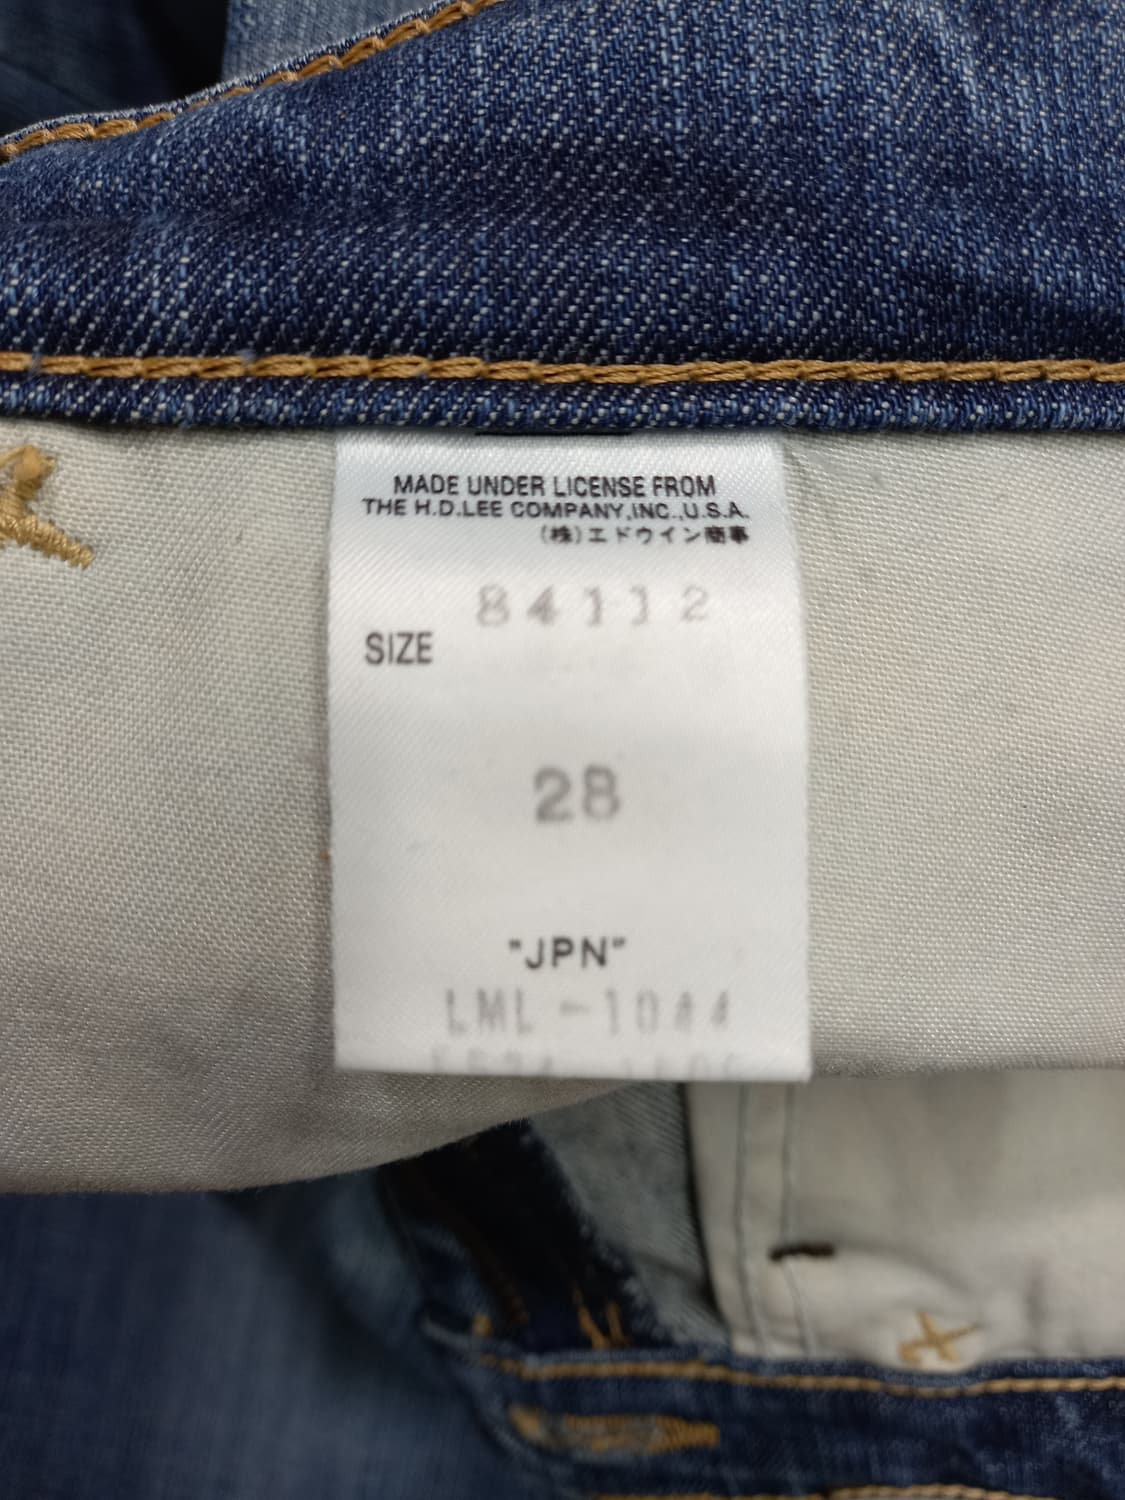 MADE UNDER LICENSE FROM
THE H.D.LEE COMPANY,INC.,U.S.A.
(株)エドウイン商事
84112
SIZE
28
"JPN"
LML-1044